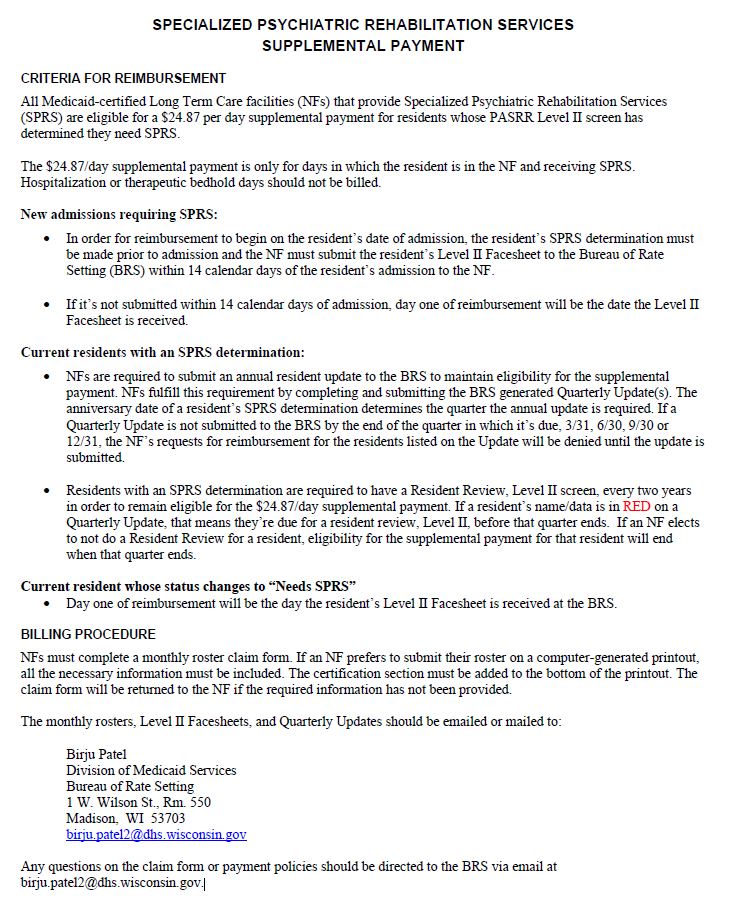 SPECIALIZED PSYCHIATRIC REHABILITATION SERVICES
SUPPLEMENTAL PAYMENT
CRITERIA FOR REIMBURSEMENT
All Medicaid-certified Long Term Care facilities (NFs) that provide Specialized Psychiatric Rehabilitation Services
(SPRS) are eligible for a $24.87 per day supplemental payment for residents whose PASRR Level II screen has
determined they need SPRS.
The $24.87/day supplemental payment is only for days in which the resident is in the NF and receiving SPRS.
Hospitalization or therapeutic bedhold days should not be billed.
New admissions requiring SPRS:
• In order for reimbursement to begin on the resident's date of admission, the resident's SPRS determination must
be made prior to admission and the NF must submit the resident's Level II Facesheet to the Bureau of Rate
Setting (BRS) within 14 calendar days of the resident's admission to the NF.
• If it's not submitted within 14 calendar days of admission, day one of reimbursement will be the date the Level II
Facesheet is received.
Current residents with an SPRS determination:
• NFs are required to submit an annual resident update to the BRS to maintain eligibility for the supplemental
payment. NFs fulfill this requirement by completing and submitting the BRS generated Quarterly Update(s). The
anniversary date of a resident's SPRS determination determines the quarter the annual update is required. If a
Quarterly Update is not submitted to the BRS by the end of the quarter in which it's due, 3/31, 6/30, 9/30 or
12/31, the NF's requests for reimbursement for the residents listed on the Update will be denied until the update is
submitted.
• Residents with an SPRS determination are required to have a Resident Review, Level II screen, every two years
in order to remain eligible for the $24.87/day supplemental payment. If a resident's name/data is in RED on a
Quarterly Update, that means they're due for a resident review, Level II, before that quarter ends. If an NF elects
to not do a Resident Review for a resident, eligibility for the supplemental payment for that resident will end
when that quarter ends.
Current resident whose status changes to "Needs SPRS"
• Day one of reimbursement will be the day the resident's Level II Facesheet is received at the BRS.
BILLING PROCEDURE
NFs must complete a monthly roster claim form. If an NF prefers to submit their roster on a computer-generated printout,
all the necessary information must be included. The certification section must be added to the bottom of the printout. The
claim form will be returned to the NF if the required information has not been provided.
The monthly rosters, Level II Facesheets, and Quarterly Updates should be emailed or mailed to:
Birju Patel
Division of Medicaid Services
Bureau of Rate Setting
1 W. Wilson St., Rm. 550
Madison, WI 53703
birju.patel2@dhs.wisconsin.gov
Any questions on the claim form or payment policies should be directed to the BRS via email at
birju.patel2@dhs.wisconsin.gov.